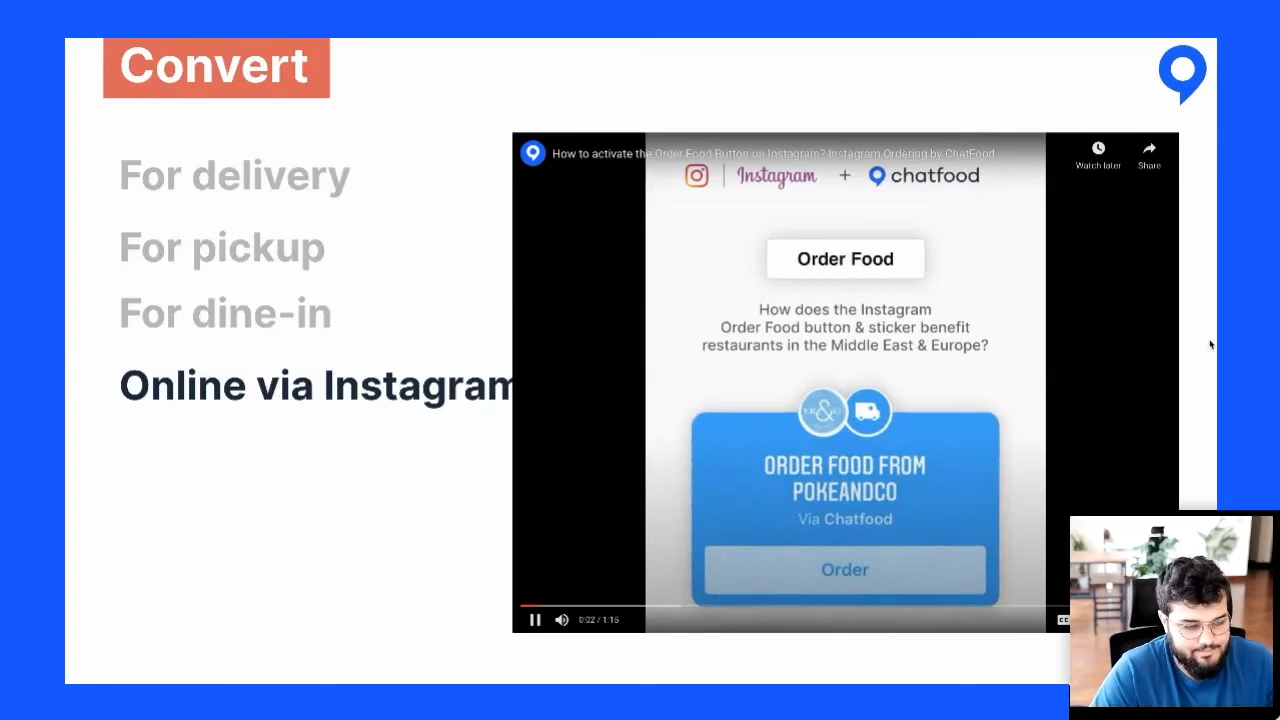 Convert
For delivery
For pickup
For dine-in
Online via Instagram
How to activate the Order Food Button on Instagram? Instagram Ordering by ChatFood
Watch later
Share
Instagram + chatfood
Order Food
How does the Instagram
Order Food button & sticker benefit
restaurants in the Middle East & Europe?
&
ORDER FOOD FROM
POKEANDCO
Via Chatfood
Order
0:02 / 1:15
CC